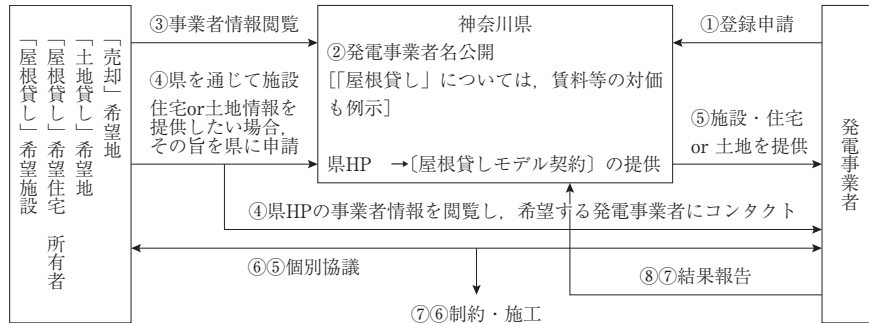 「売却」希望地
「土地貸し」希望地
「屋根貸し」希望住宅 所有者
「屋根貸し」希望施設
③事業者情報閲覧
④県を通じて施設
住宅or土地情報を
提供したい場合,
その旨を県に申請
神奈川県
②発電事業者名公開
[「屋根貸し」については,賃料等の対価
も例示]
県HP →〔屋根貸しモデル契約〕の提供
①登録申請
⑤施設・住宅
or 土地を提供
発電事業者
④県HPの事業者情報を閲覧し,希望する発電事業者にコンタクト
⑥⑤個別協議
⑧⑦結果報告
⑦⑥制約・施工